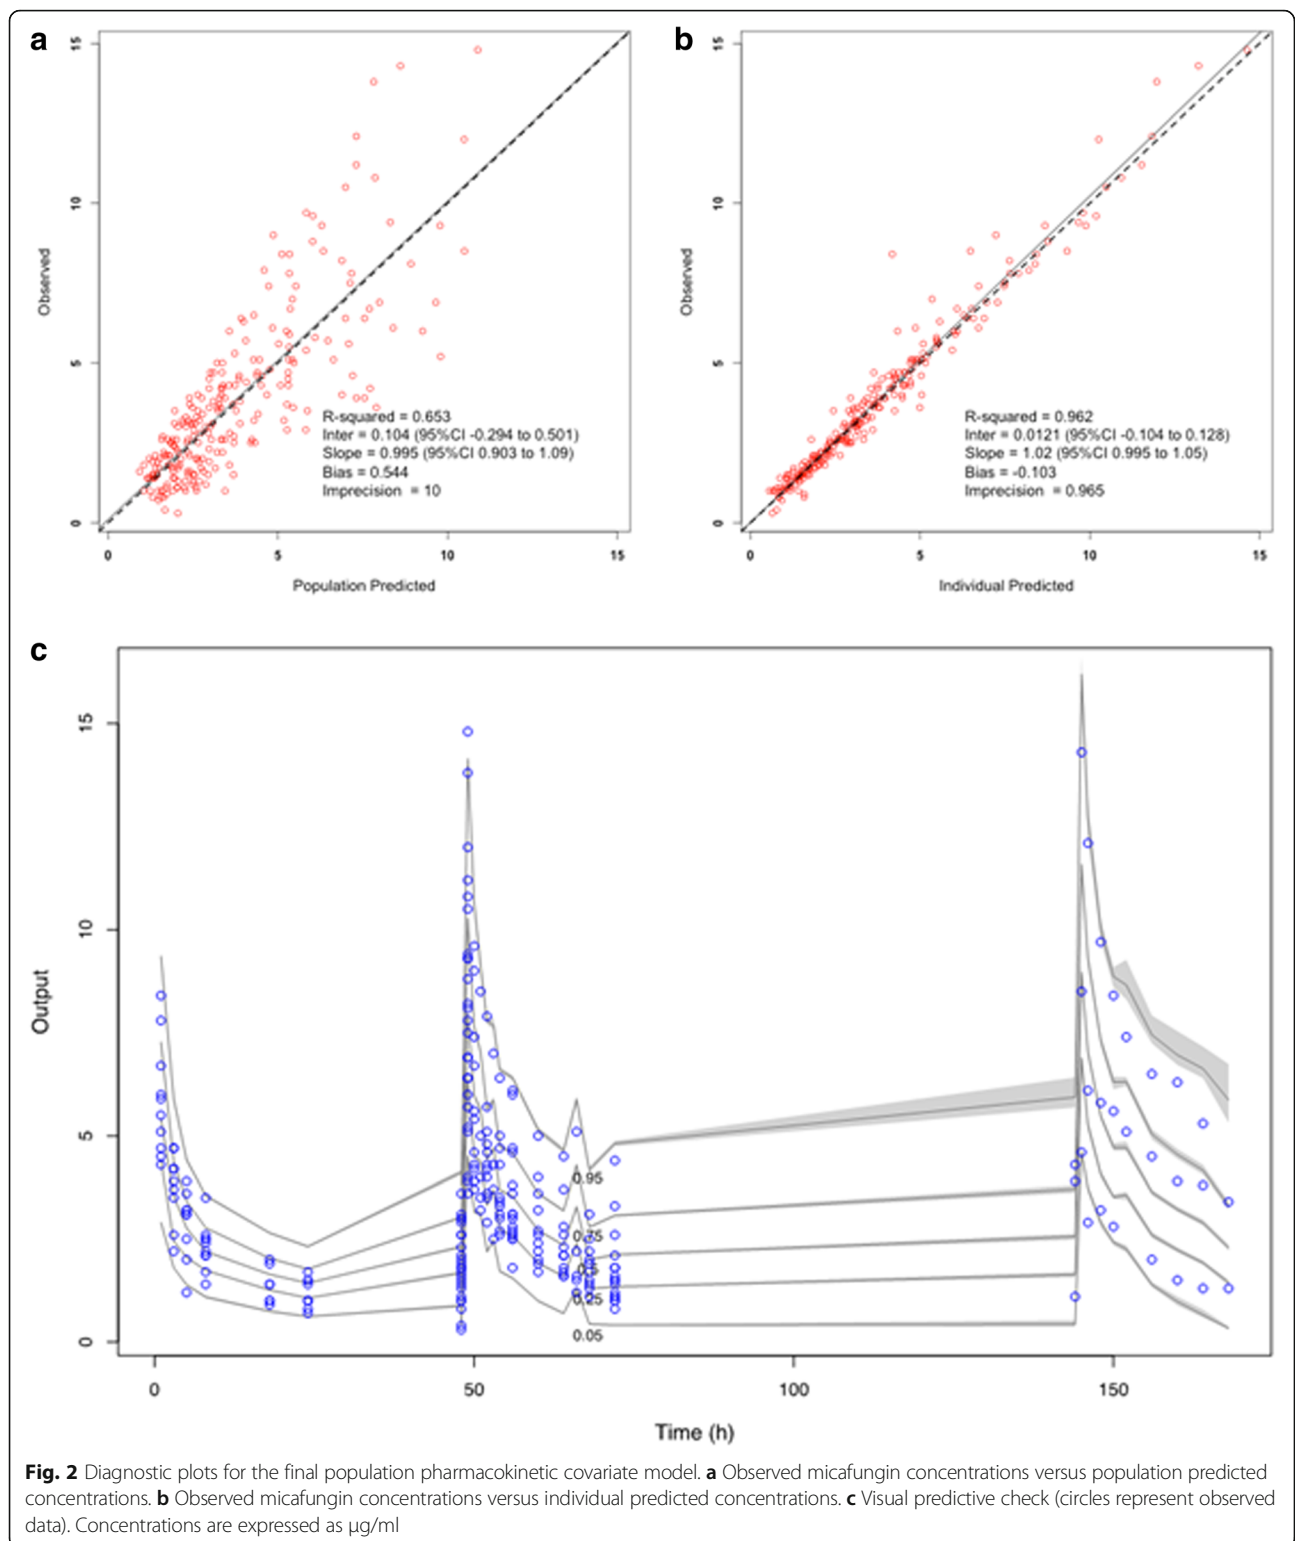 a
15
10
5
0
Observed
R-squared = 0.653
Inter = 0.104 (95%CI -0.294 to 0.501)
Slope = 0.995 (95%CI 0.903 to 1.09)
Bias = 0.544
Imprecision = 10
0 5 10 15
Population Predicted
b
15
10
5
0
Observed
R-squared = 0.962
Inter = 0.0121 (95%CI -0.104 to 0.128)
Slope = 1.02 (95%CI 0.995 to 1.05)
Bias = -0.103
Imprecision = 0.965
0 5 10 15
Individual Predicted
c
15
10
5
0
Output
0.95
0.75
0.5
0.25
0.05
0 50 100 150
Time (h)
Fig. 2 Diagnostic plots for the final population pharmacokinetic covariate model. a Observed micafungin concentrations versus population predicted
concentrations. b Observed micafungin concentrations versus individual predicted concentrations. c Visual predictive check (circles represent observed
data). Concentrations are expressed as μg/ml